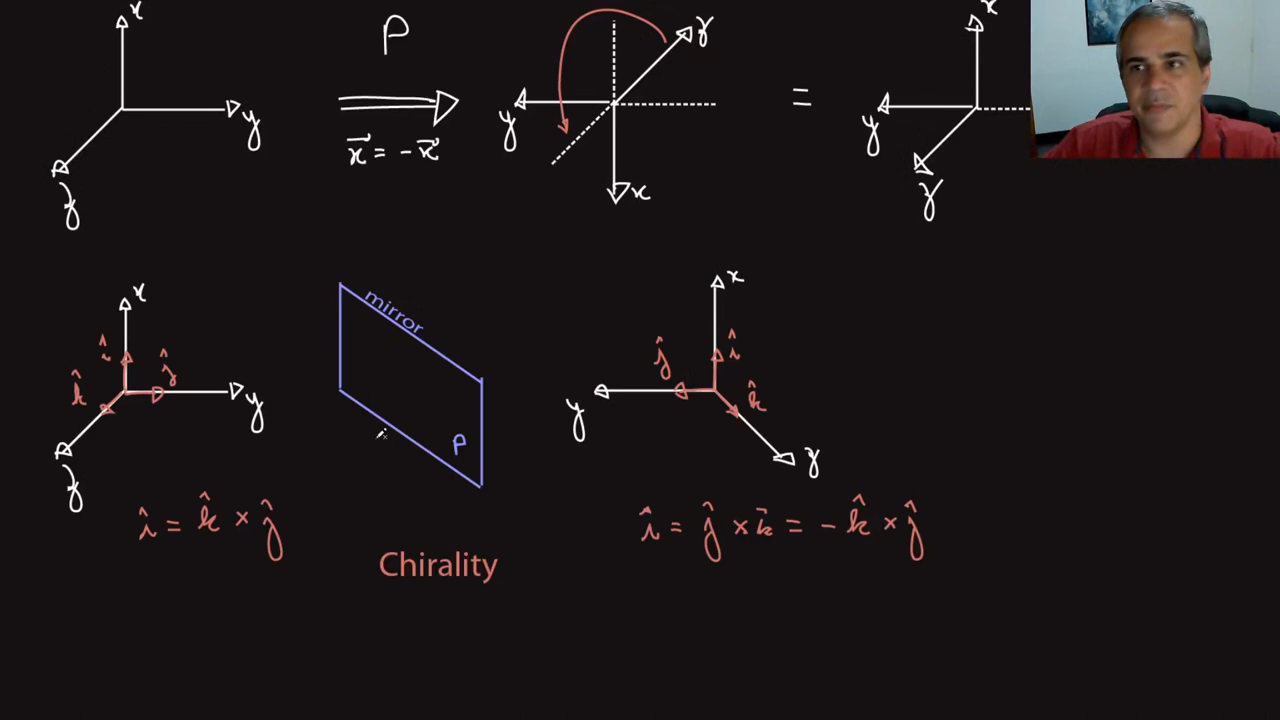 x
y
z
P
x⃗ = -x⃗
z
y
x
=
x
y
z
x
î
ĵ
k̂
y
z
mirror
P
x
î
ĵ
k̂
y
z
î = k̂ × ĵ
î = ĵ × k̂ = - k̂ × ĵ
Chirality